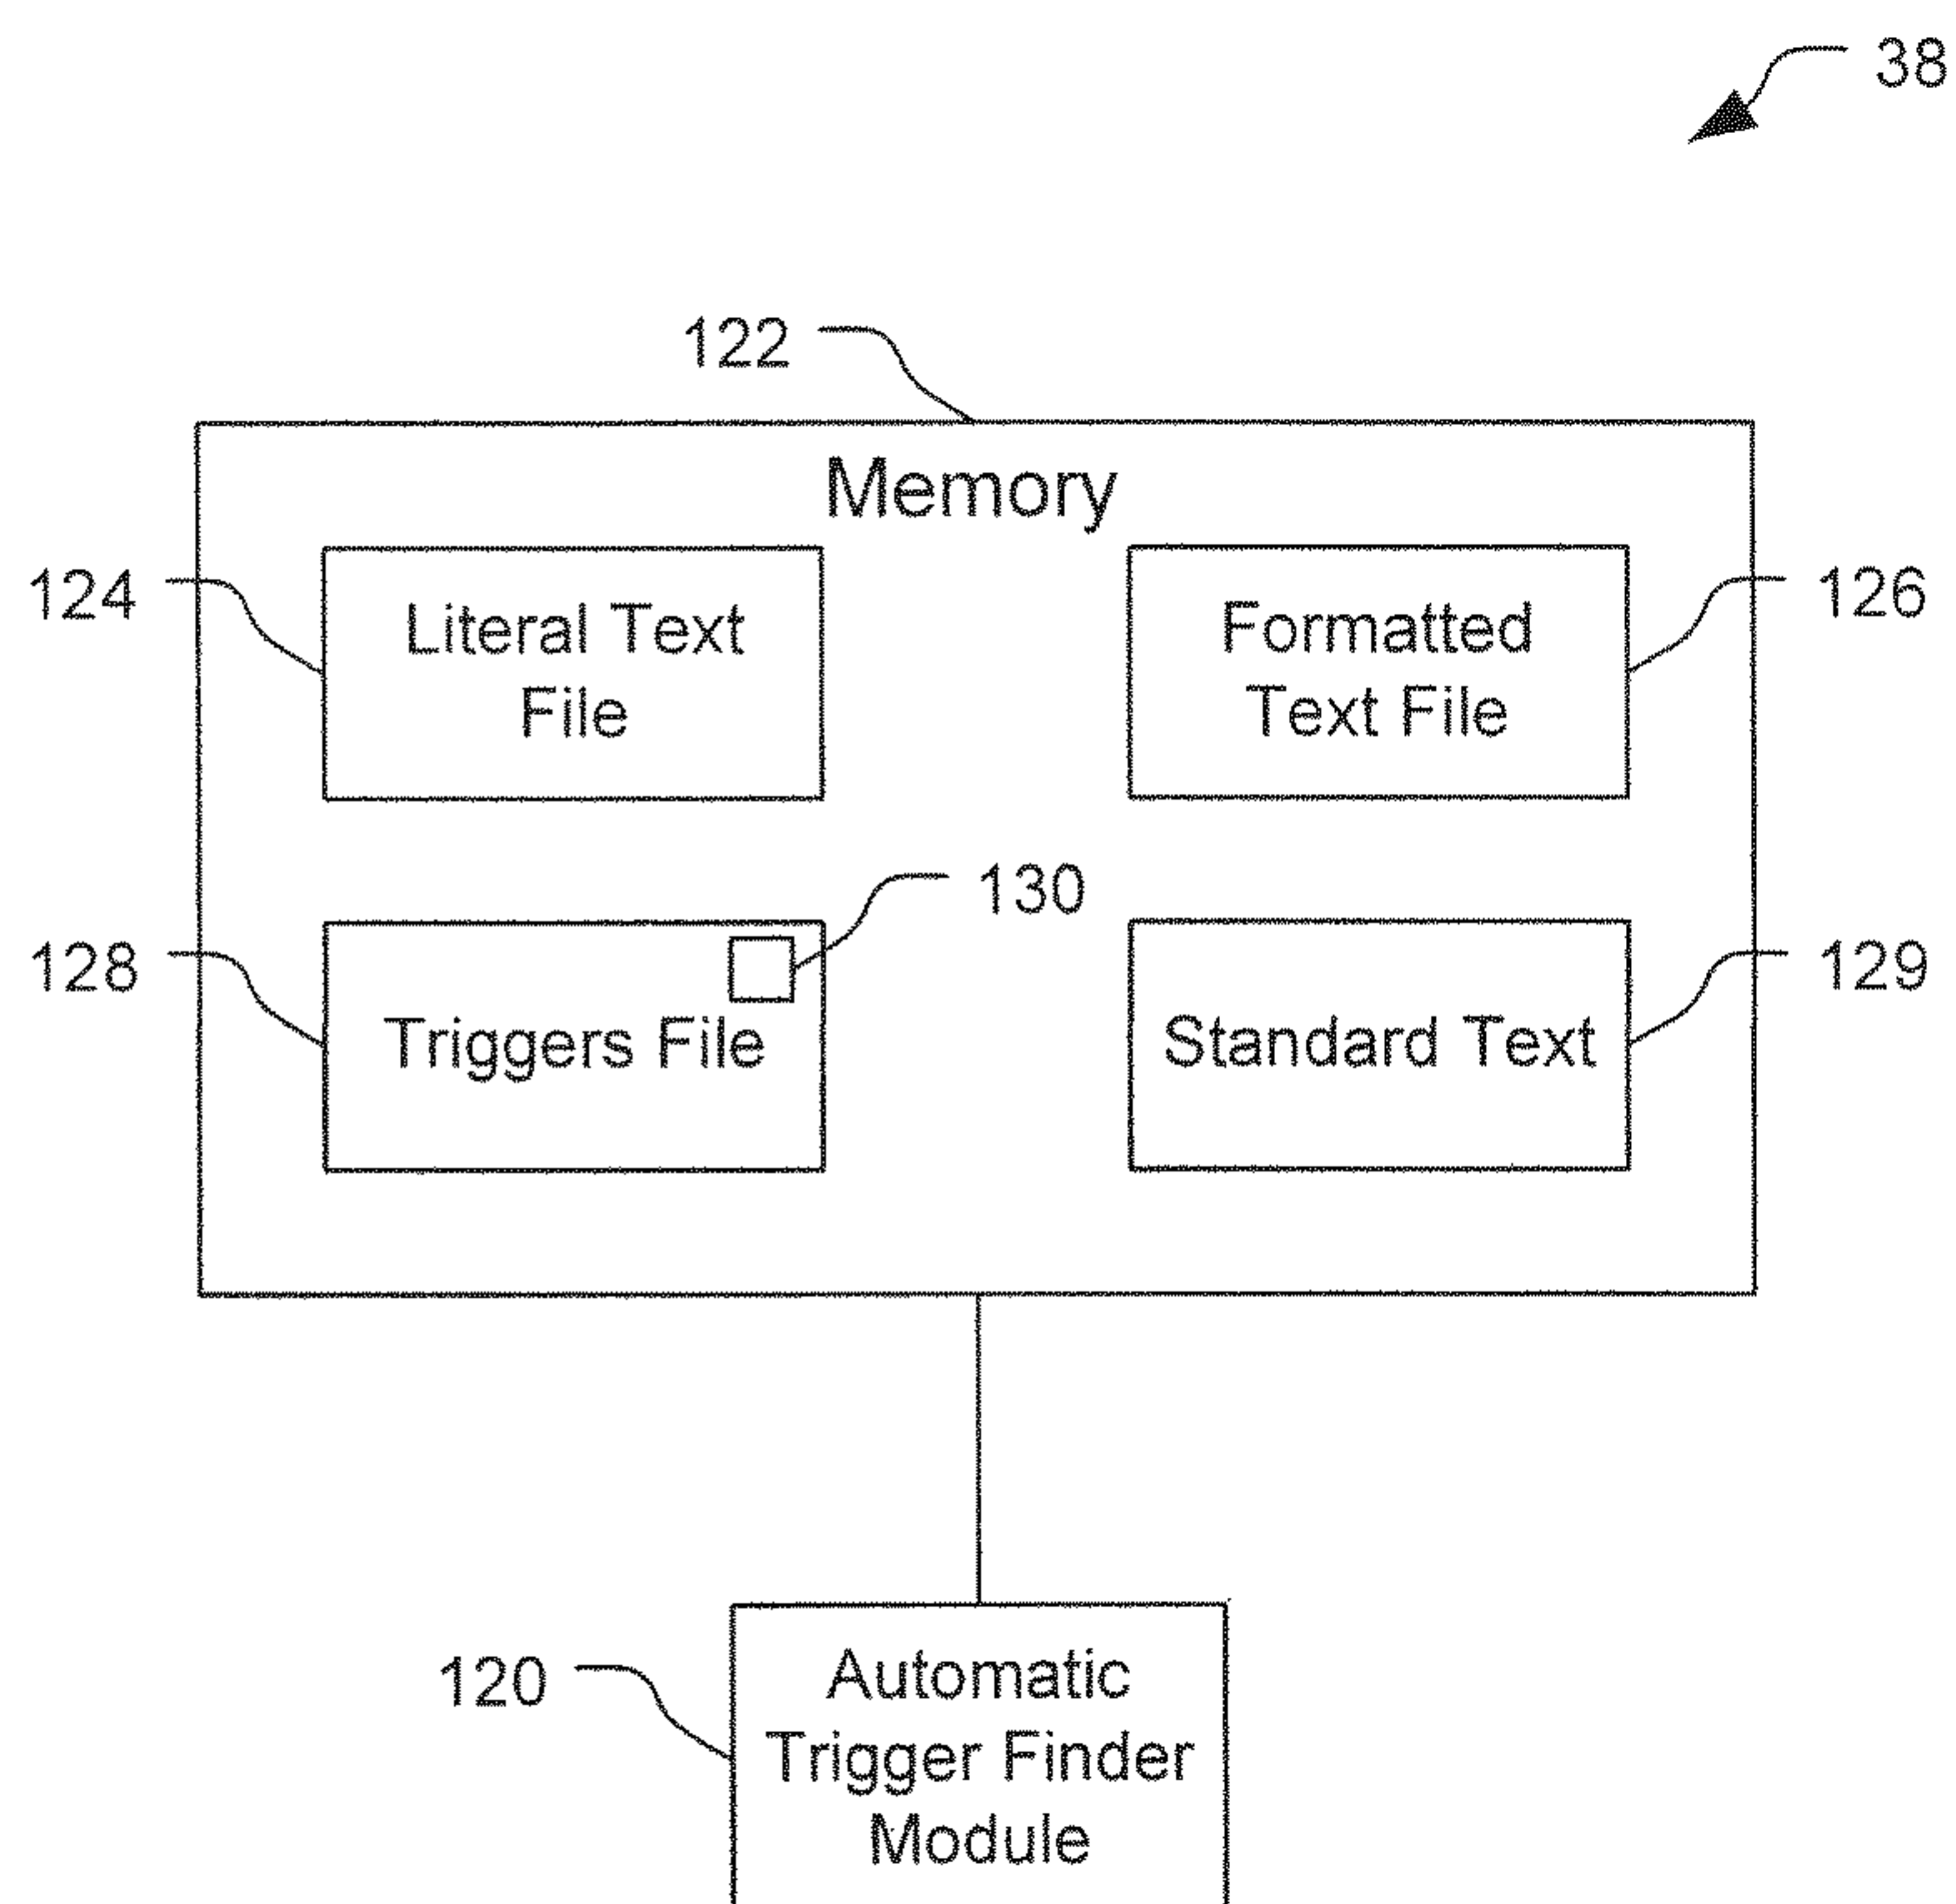 38
122
Memory
124
Literal Text
File
Formatted
Text File
126
130
128
Triggers File
Standard Text
129
120
Automatic
Trigger Finder
Module